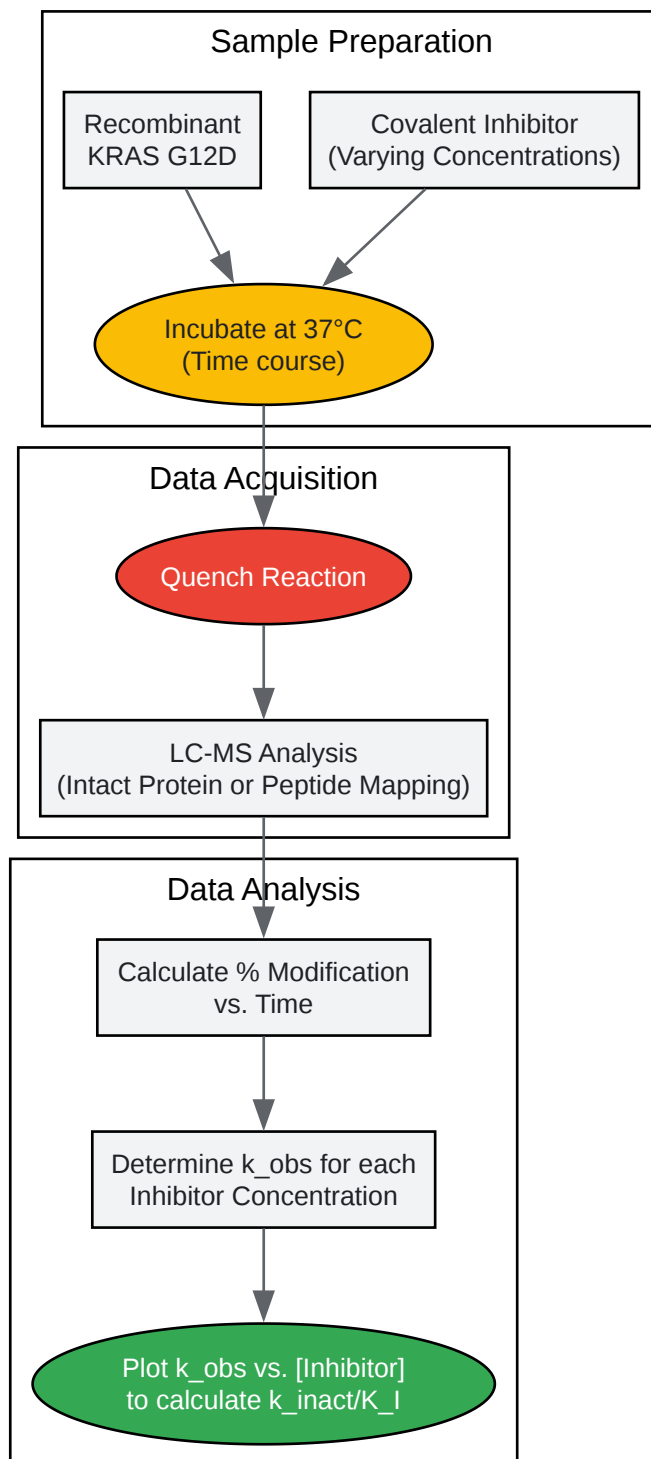 Sample Preparation
Recombinant
KRAS G12D
Covalent Inhibitor
(Varying Concentrations)
Incubate at 37°C
(Time course)
Data Acquisition
Quench Reaction
LC-MS Analysis
(Intact Protein or Peptide Mapping)
Data Analysis
Calculate % Modification
vs. Time
Determine k_obs for each
Inhibitor Concentration
Plot k_obs vs. [Inhibitor]
to calculate k_inact/K_I